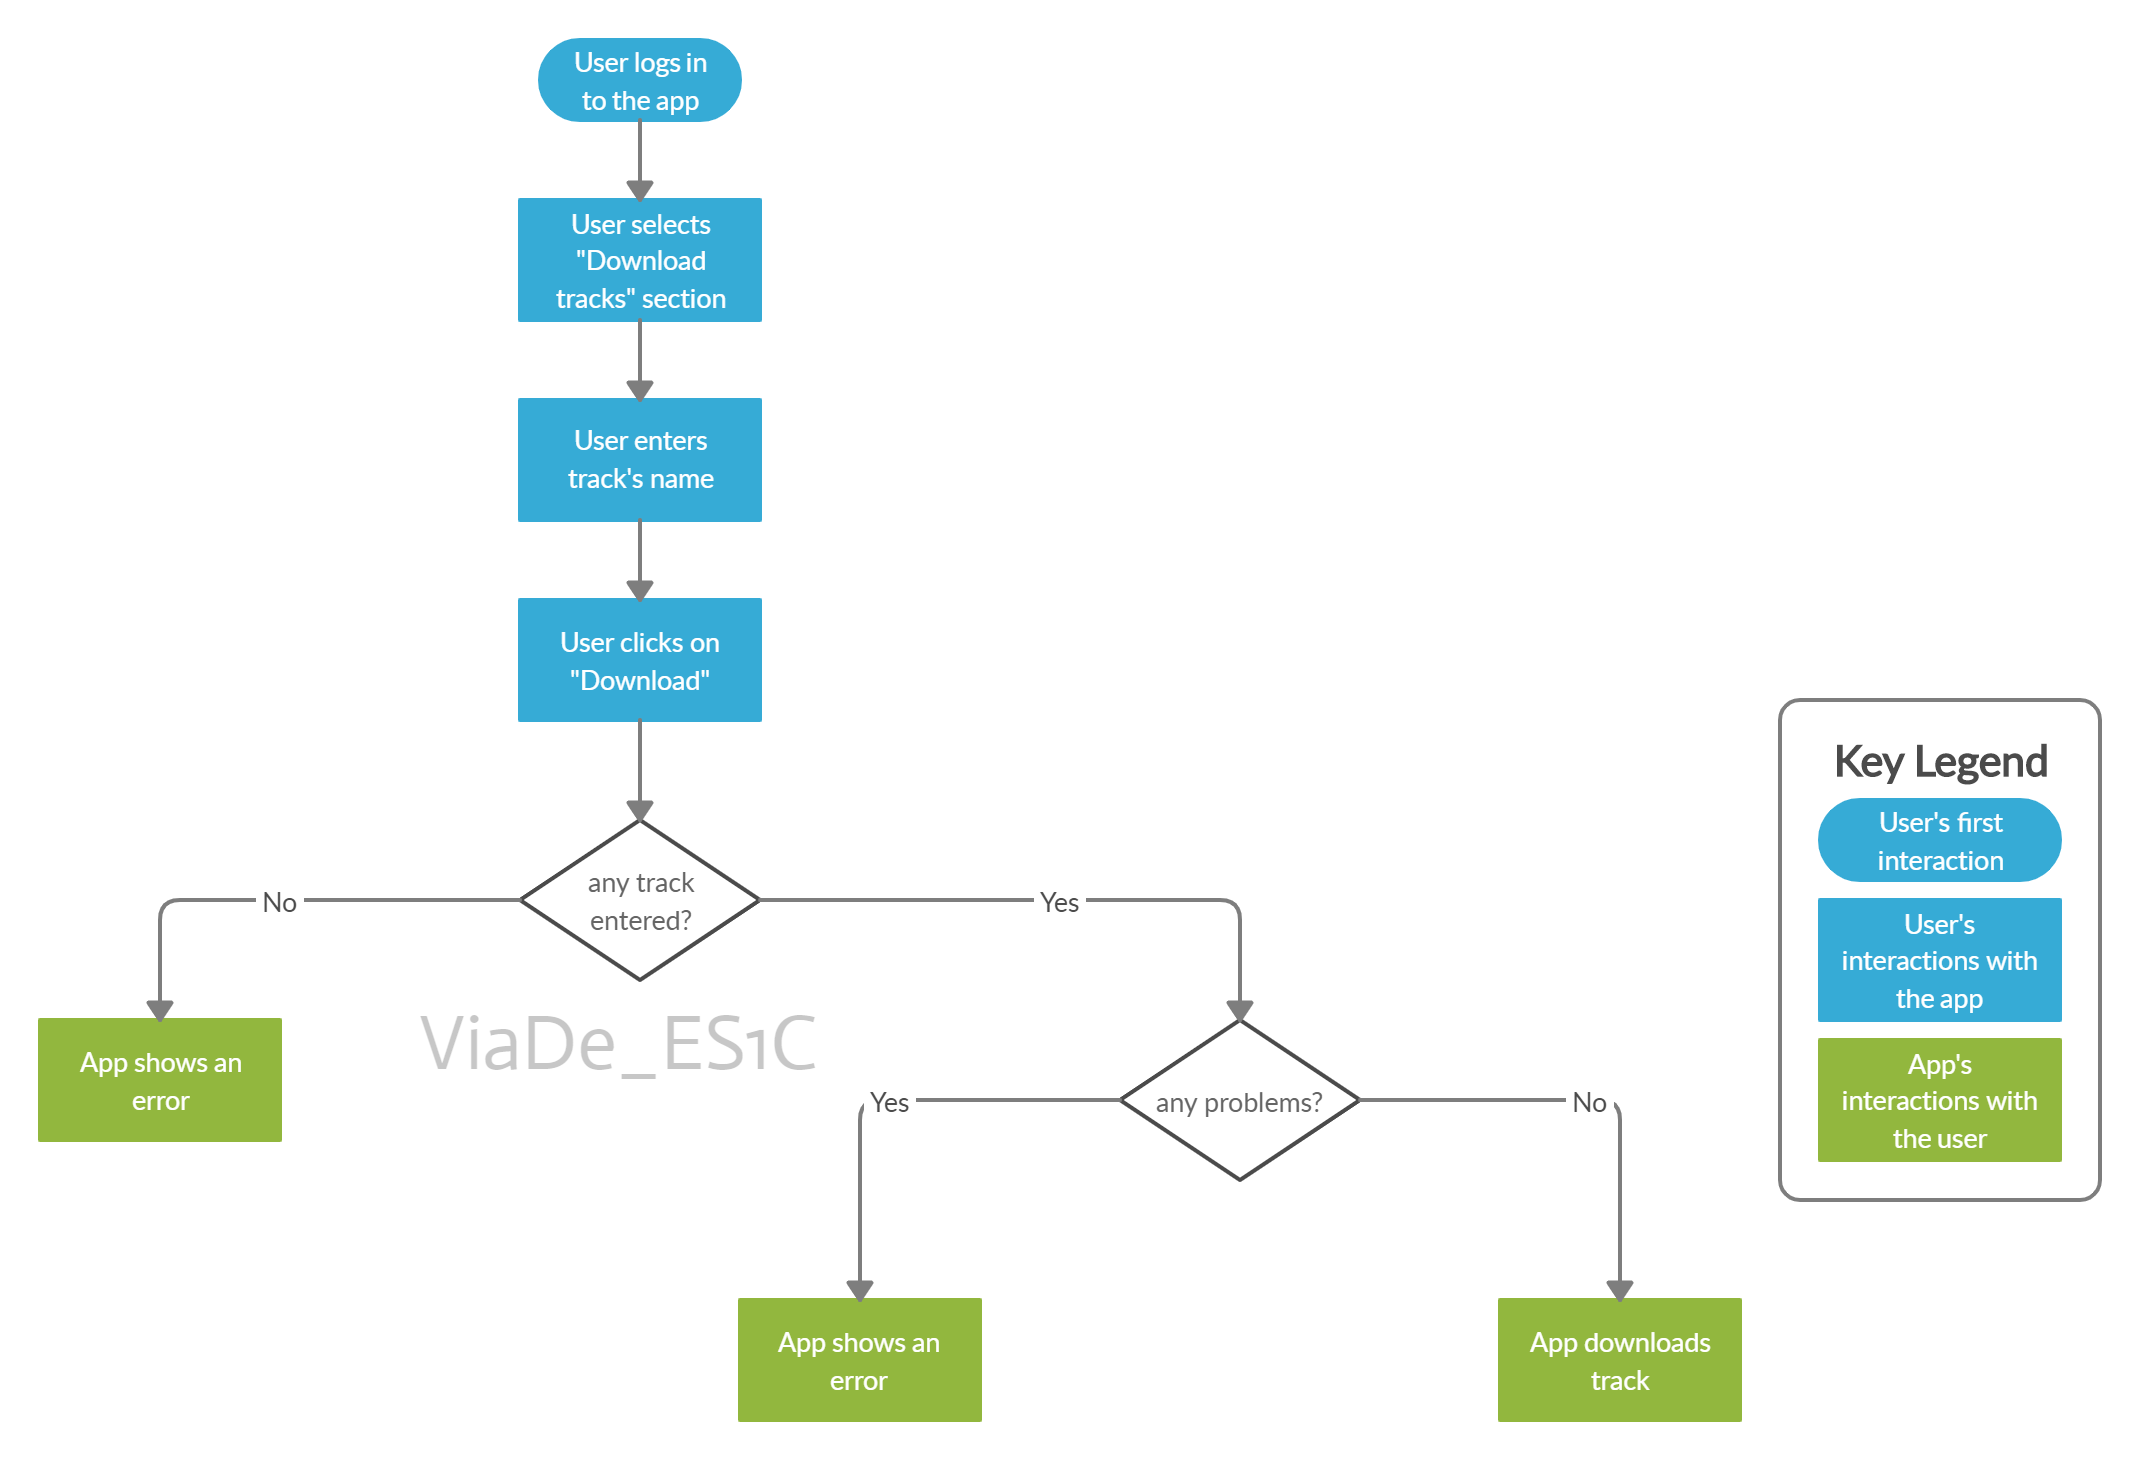 User logs in
to the app
User selects
"Download
tracks" section
User enters
track's name
User clicks on
"Download"
any track
entered?
No
Yes
App shows an
error
ViaDe_ES1C
any problems?
Yes
No
App shows an
error
App downloads
track
Key Legend
User's first
interaction
User's
interactions with
the app
App's
interactions with
the user